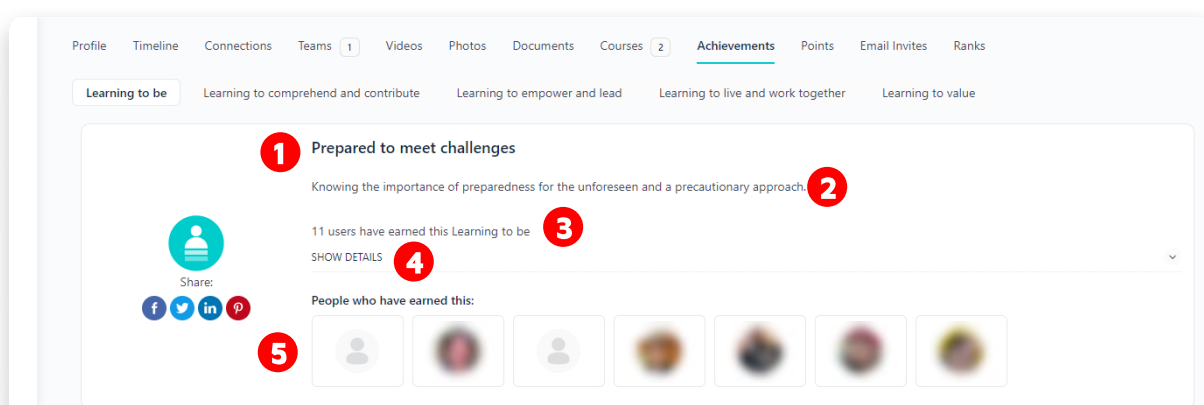 Profile Timeline Connections Teams 1 Videos Photos Documents Courses 2 Achievements Points Email Invites Ranks
Learning to be Learning to comprehend and contribute Learning to empower and lead Learning to live and work together Learning to value
1 Prepared to meet challenges
Knowing the importance of preparedness for the unforeseen and a precautionary approach. 2
11 users have earned this Learning to be 3
SHOW DETAILS 4
Share:
People who have earned this:
5